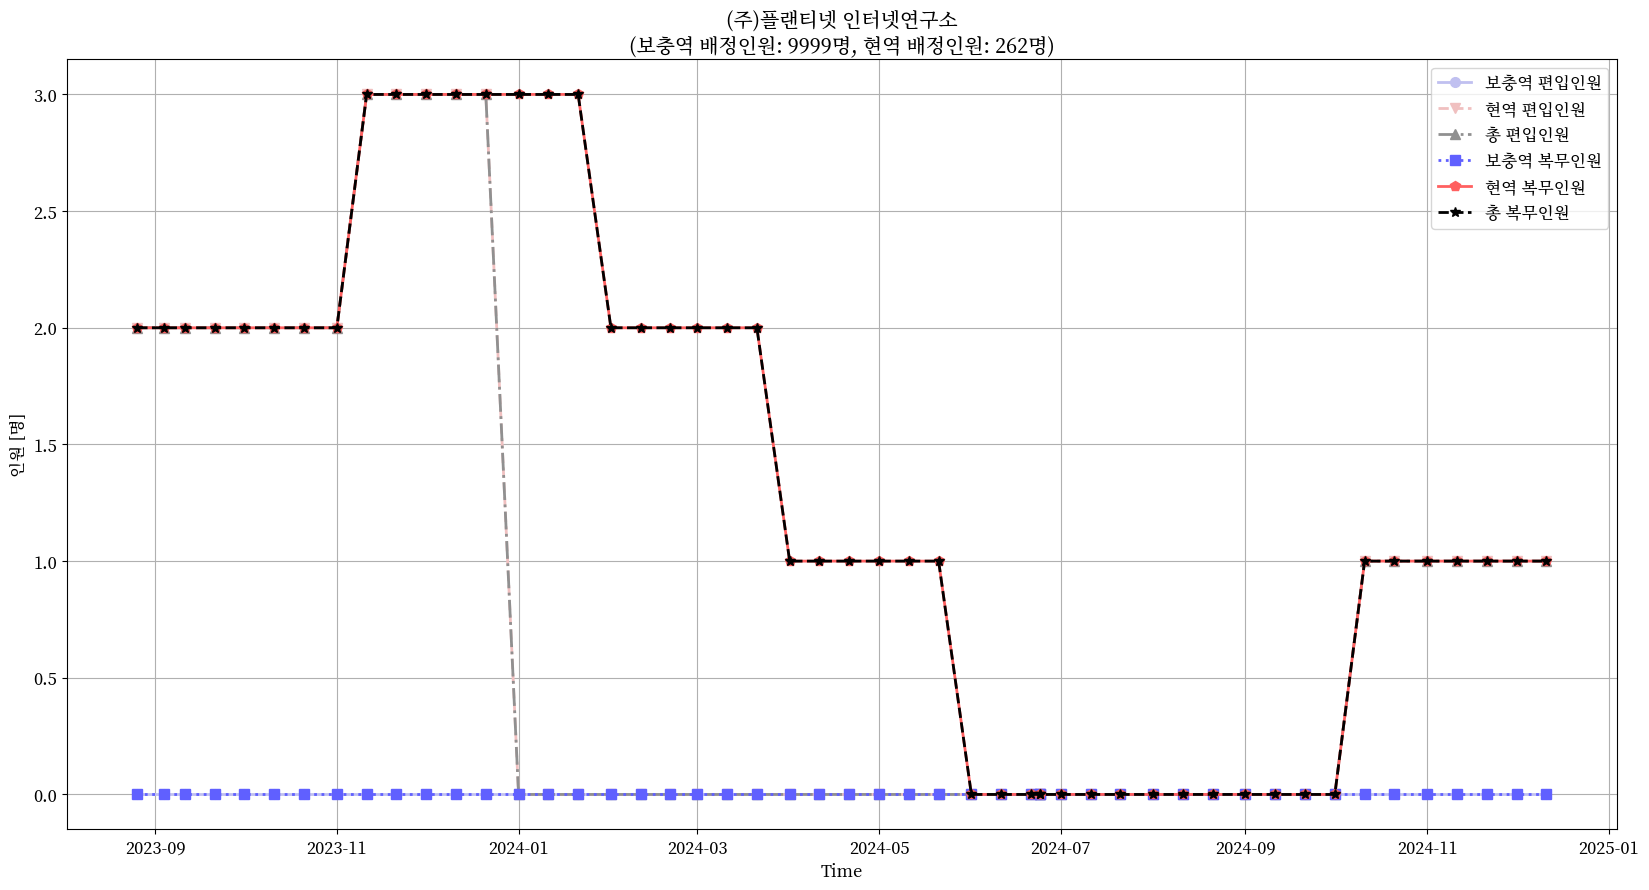 (주)플랜티넷 인터넷연구소
(보충역 배정인원: 9999명, 현역 배정인원: 262명)
보충역 편입인원
현역 편입인원
총 편입인원
보충역 복무인원
현역 복무인원
총 복무인원
인원 [명]
3.0
2.5
2.0
1.5
1.0
0.5
0.0
2023-09
2023-11
2024-01
2024-03
2024-05
2024-07
2024-09
2024-11
2025-01
Time